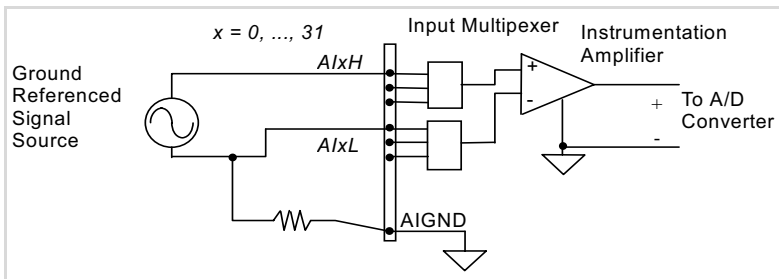 x = 0, ..., 31
Input Multipexer
Instrumentation
Amplifier
Ground
Referenced
Signal
Source
AIxH
AIxL
+
-
+
-
To A/D
Converter
AIGND